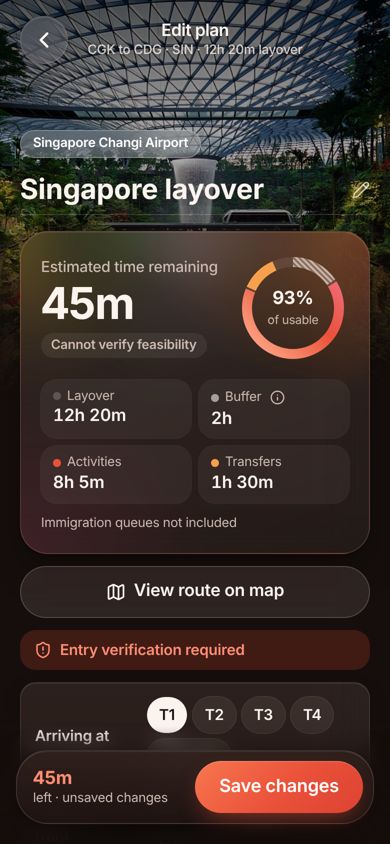 Edit plan
CGK to CDG · SIN · 12h 20m layover
Singapore Changi Airport
Singapore layover
Estimated time remaining
45m
Cannot verify feasibility
93%
of usable
Layover
12h 20m
Buffer
2h
Activities
8h 5m
Transfers
1h 30m
Immigration queues not included
View route on map
Entry verification required
Arriving at
T1 T2 T3 T4
45m
left · unsaved changes
Save changes